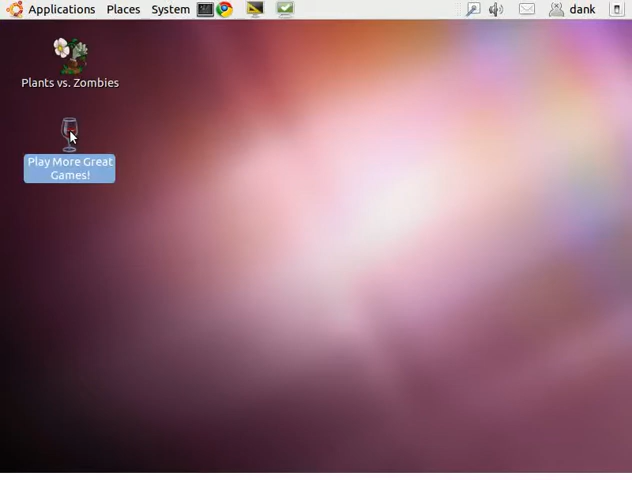 Applications Places System dank
Plants vs. Zombies
Play More Great
Games!